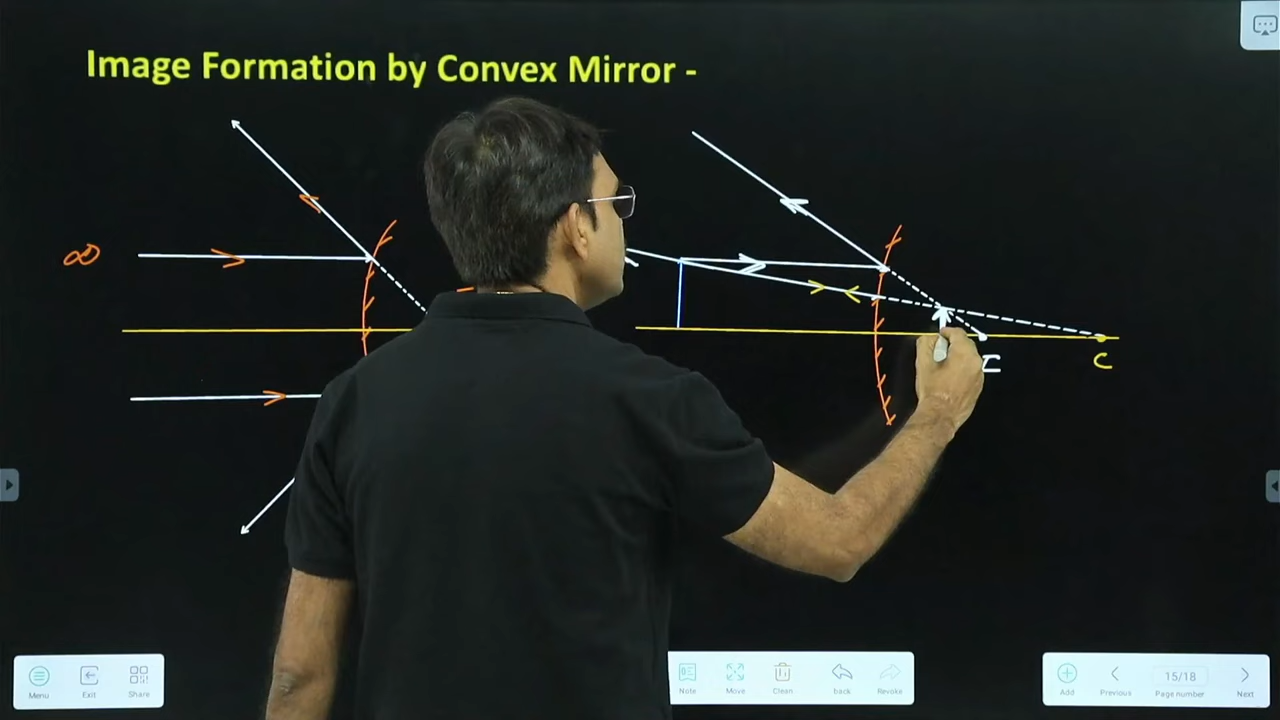 Image Formation by Convex Mirror -
∞
C
Menu
Exit
Share
Note
Move
Clean
back
Revoke
Add
Previous
15/18
Page number
Next